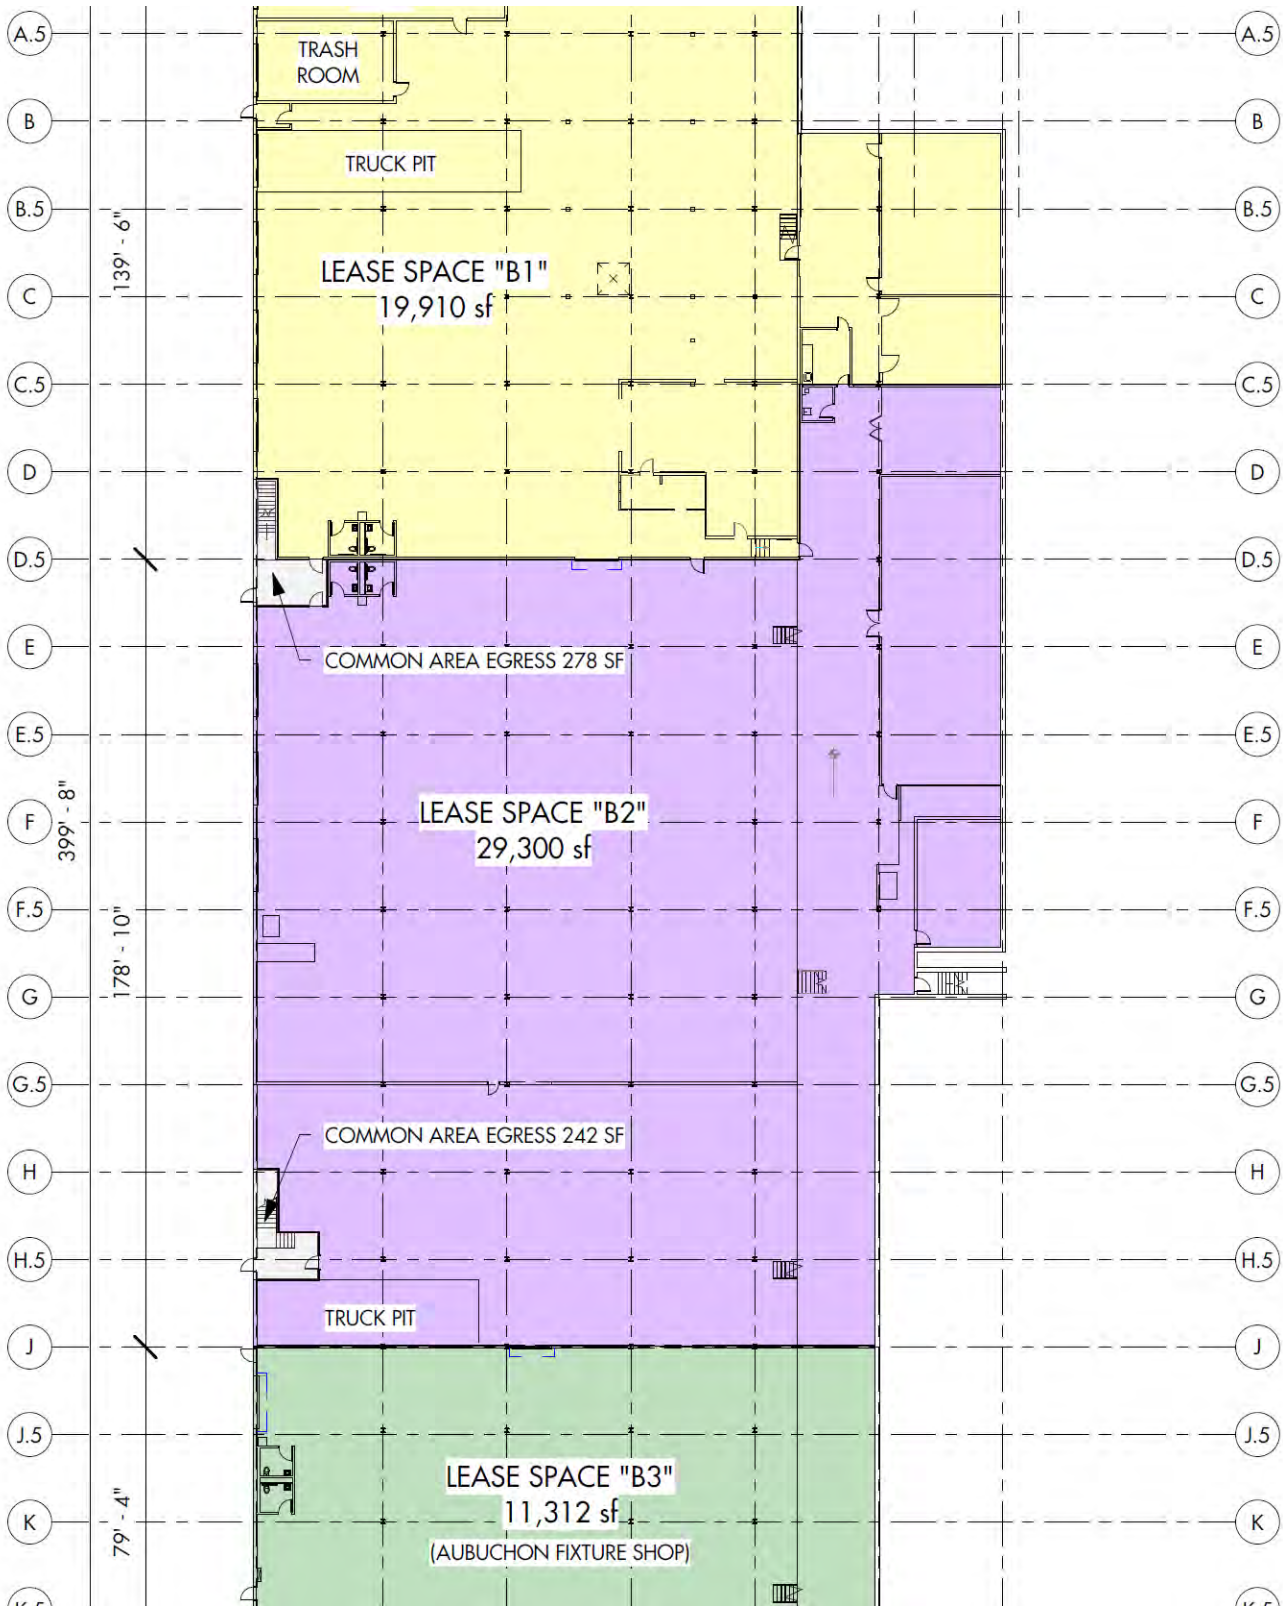 A.5
A.5
TRASH
ROOM
B
B
TRUCK PIT
B.5
B.5
139' - 6"
LEASE SPACE "B1"
19,910 sf
C
C
C.5
C.5
D
D
D.5
D.5
E
E
COMMON AREA EGRESS 278 SF
E.5
E.5
399' - 8"
LEASE SPACE "B2"
29,300 sf
F
F
F.5
F.5
178' - 10"
G
G
G.5
G.5
COMMON AREA EGRESS 242 SF
H
H
H.5
H.5
TRUCK PIT
J
J
J.5
J.5
LEASE SPACE "B3"
11,312 sf
(AUBUCHON FIXTURE SHOP)
K
K
79' - 4"